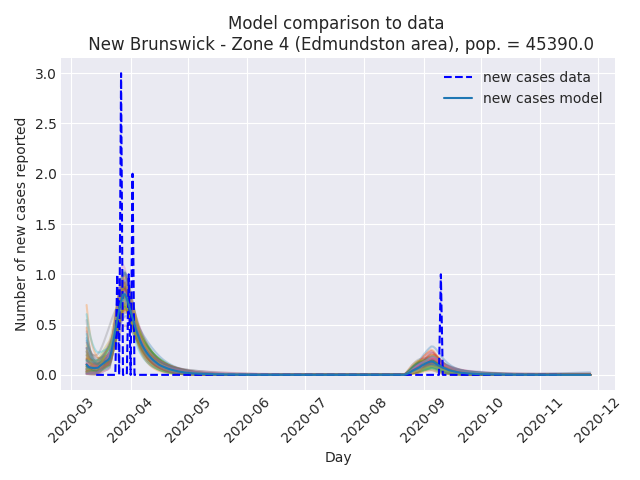 Model comparison to data
New Brunswick - Zone 4 (Edmundston area), pop. = 45390.0
new cases data
new cases model
Number of new cases reported
3.0
2.5
2.0
1.5
1.0
0.5
0.0
2020-03
2020-04
2020-05
2020-06
2020-07
2020-08
2020-09
2020-10
2020-11
2020-12
Day